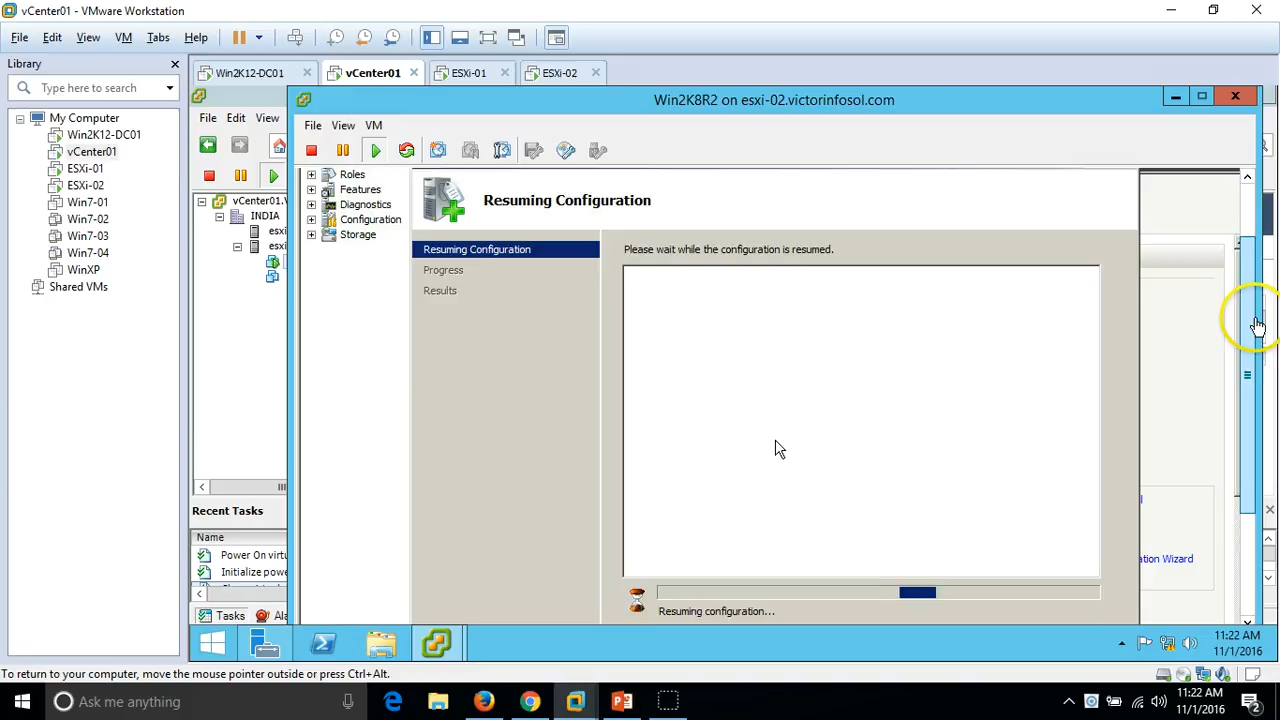 vCenter01 - VMware Workstation
File Edit View VM Tabs Help
Library
Type here to search
My Computer
Win2K12-DC01
vCenter01
ESXi-01
ESXi-02
Win7-01
Win7-02
Win7-03
Win7-04
WinXP
Shared VMs
Win2K12-DC01 vCenter01 ESXi-01 ESXi-02
File Edit View
vCenter01.V
INDIA
esx
esxi
Recent Tasks
Name
Power On virtu
Initialize powe
Tasks Ala
Win2K8R2 on esxi-02.victorinfosol.com
File View VM
Roles
Features
Diagnostics
Configuration
Storage
Resuming Configuration
Resuming Configuration
Progress
Results
Please wait while the configuration is resumed.
Resuming configuration...
ation Wizard
11:22 AM
11/1/2016
To return to your computer, move the mouse pointer outside or press Ctrl+Alt.
Ask me anything
11:22 AM
11/1/2016
2